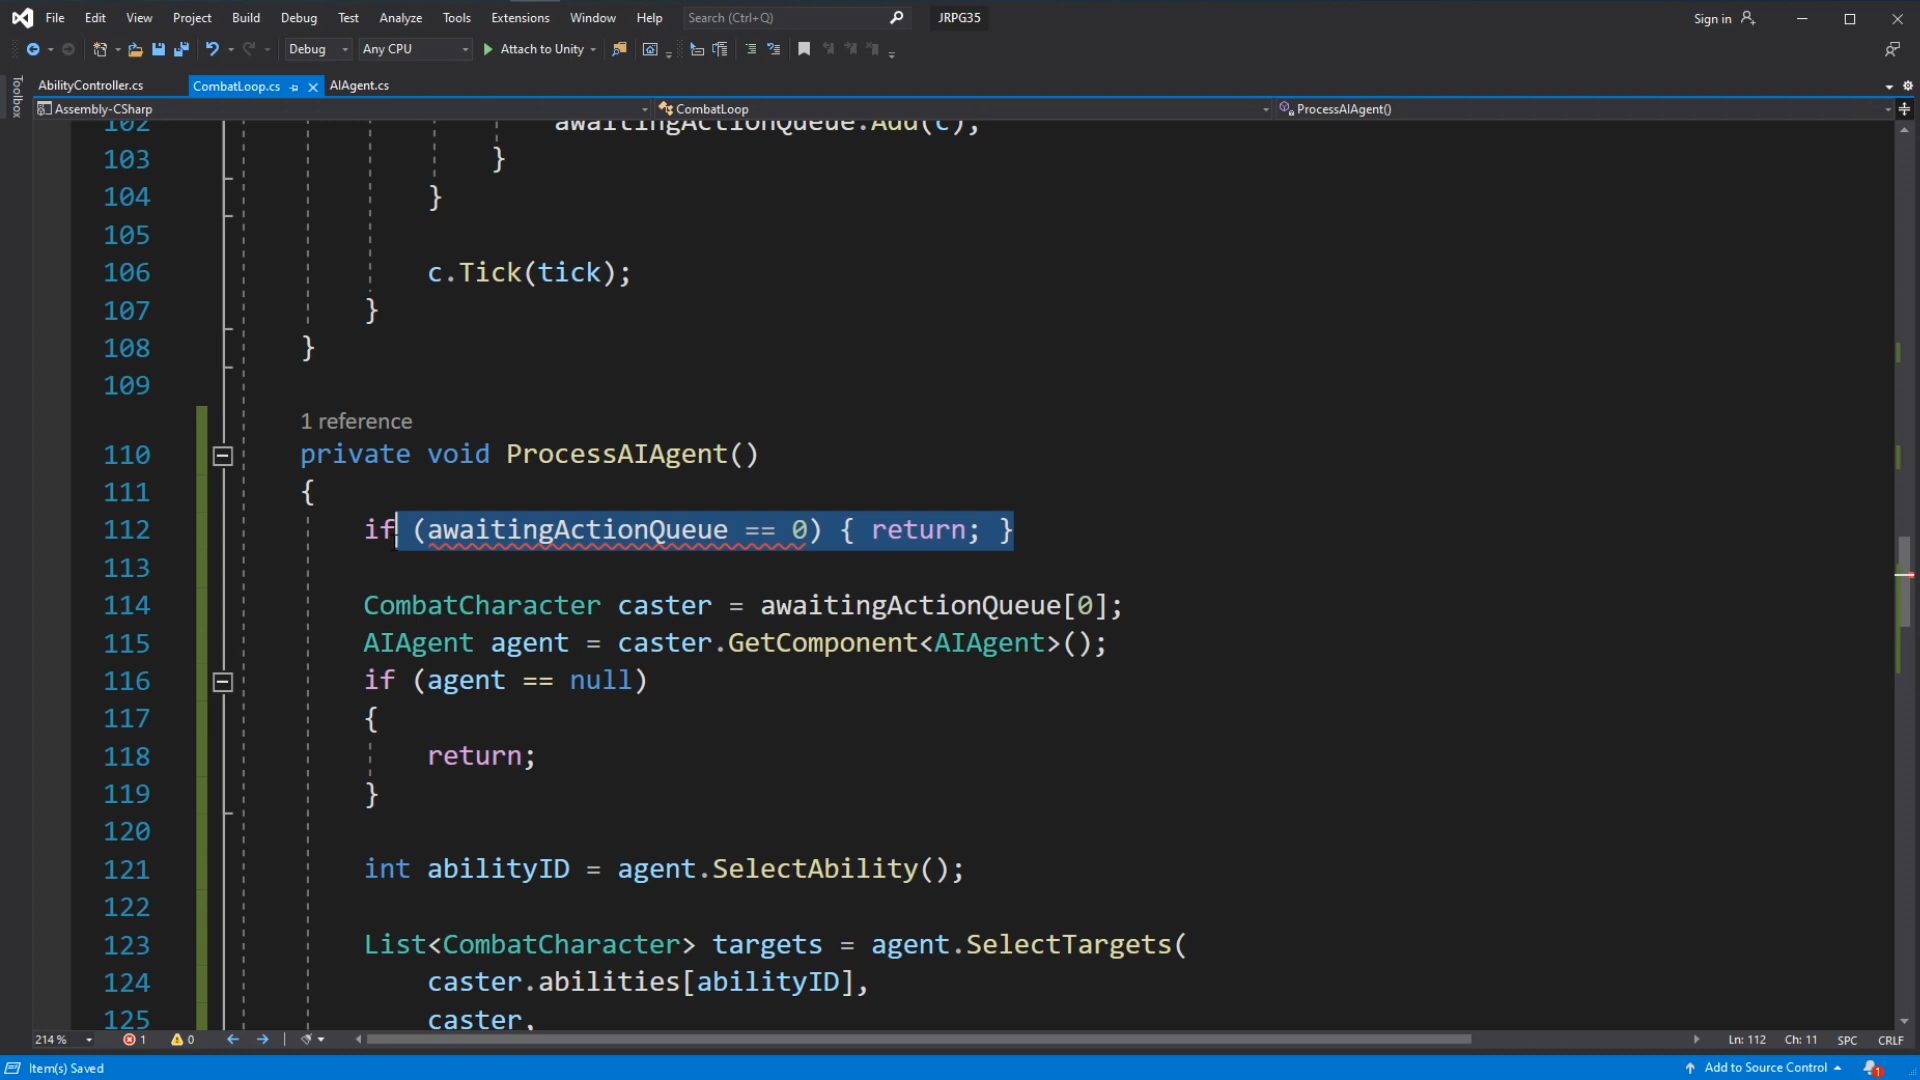 File Edit View Project Build Debug Test Analyze Tools Extensions Window Help Search (Ctrl+Q) JRPG35 Sign in
Debug Any CPU Attach to Unity
AbilityController.cs CombatLoop.cs AIAgent.cs
Toolbox
Assembly-CSharp CombatLoop ProcessAIAgent()
102 awaitingActionQueue.Add(c);
103 }
104 }
105
106 c.Tick(tick);
107 }
108 }
109
1 reference
110 private void ProcessAIAgent()
111 {
112 if (awaitingActionQueue == 0) { return; }
113
114 CombatCharacter caster = awaitingActionQueue[0];
115 AIAgent agent = caster.GetComponent<AIAgent>();
116 if (agent == null)
117 {
118 return;
119 }
120
121 int abilityID = agent.SelectAbility();
122
123 List<CombatCharacter> targets = agent.SelectTargets(
124 caster.abilities[abilityID],
125 caster,
214 % 1 0 Ln: 112 Ch: 11 SPC CRLF
Item(s) Saved Add to Source Control 1